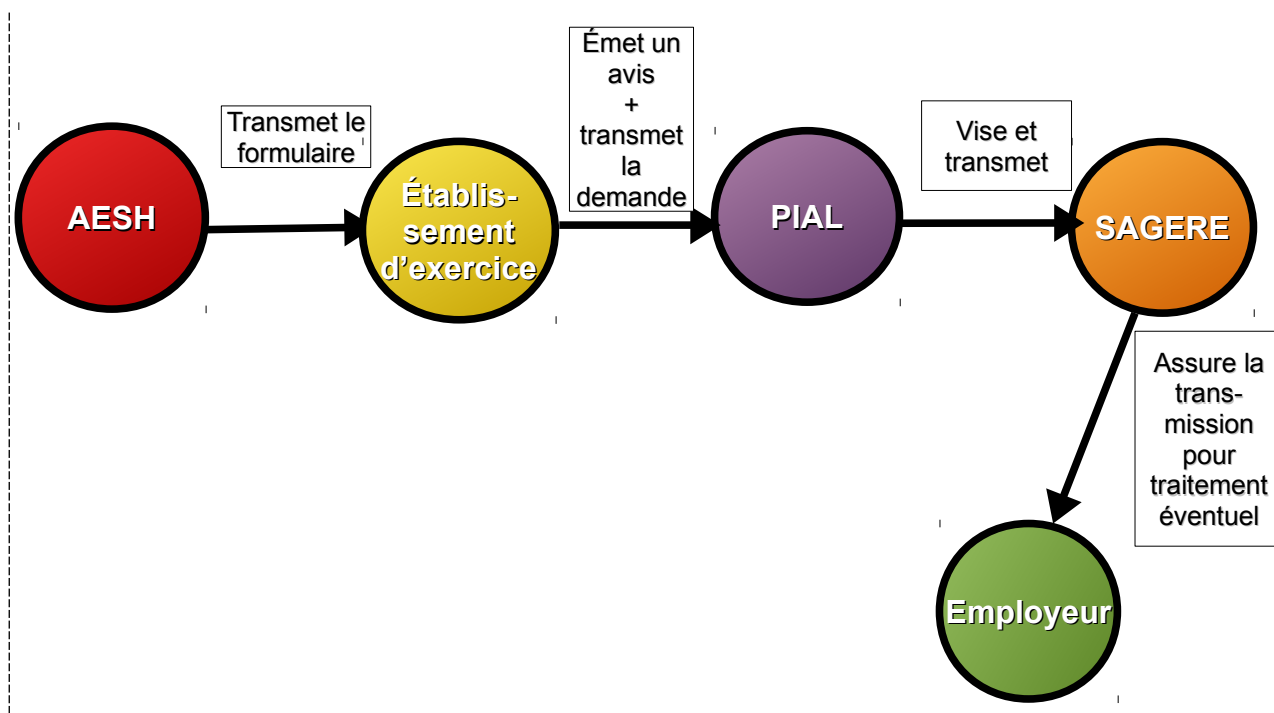 AESH
Transmet le
formulaire
Établis-
sement
d’exercice
Émet un
avis
+
transmet
la
demande
PIAL
Vise et
transmet
SAGERE
Assure la
trans-
mission
pour
traitement
éventuel
Employeur